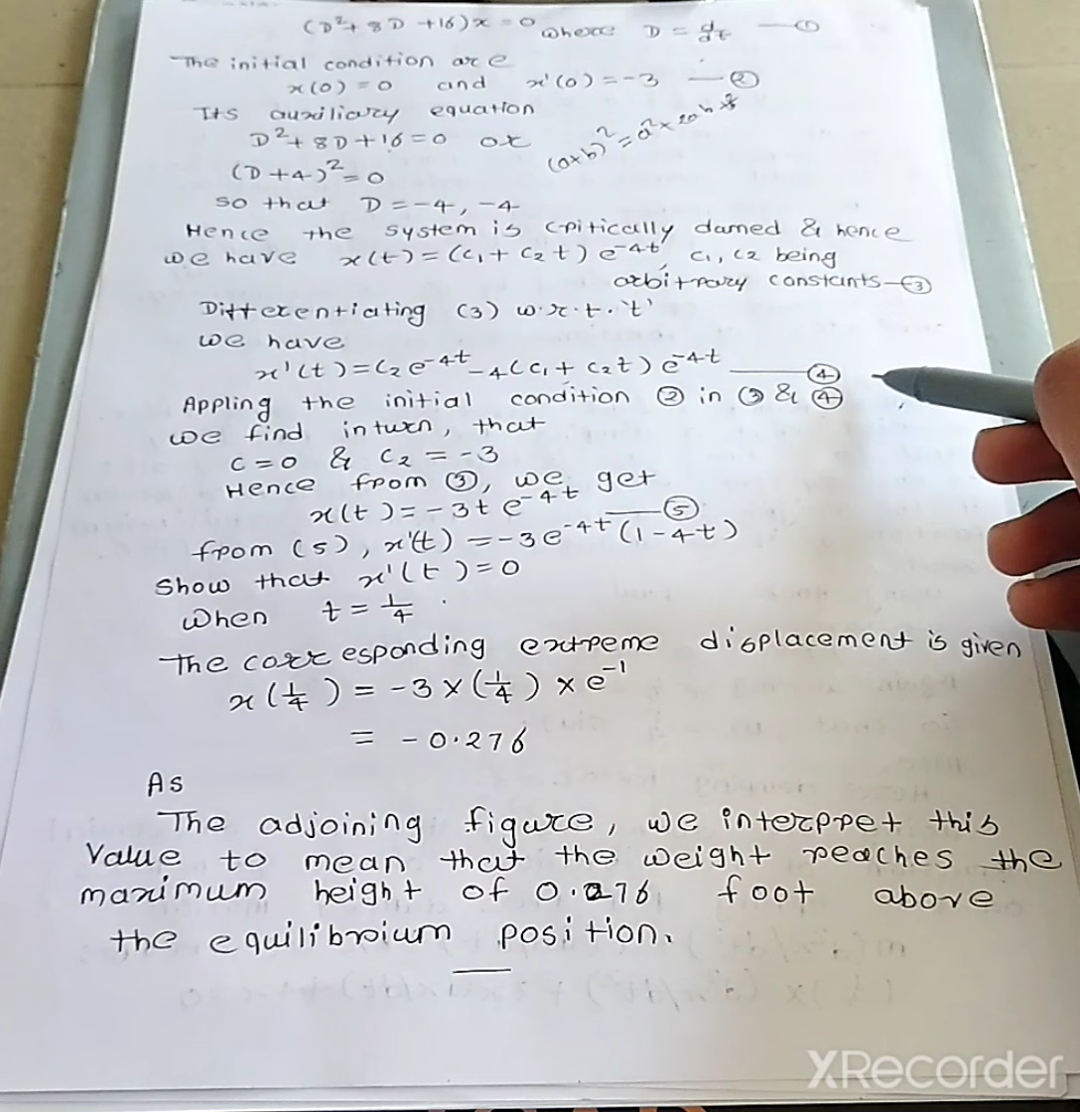 (D²+ 8D +16)x = 0 where D = d/dt — ①
The initial condition are
x(0) = 0 and x'(0) = -3 — ②
Its auxiliary equation
D²+ 8D+16 = 0 or
(D+4)² = 0
so that D = -4, -4
Hence the system is cpitically damed & hence
we have x(t) = (c₁ + c₂ t) e⁻⁴ᵗ, c₁, c₂ being
arbitrary constants — ③
Differentiating (3) w.r.t. 't'
we have
x'(t) = c₂ e⁻⁴ᵗ - 4(c₁ + c₂t) e⁻⁴ᵗ — ④
Appling the initial condition ② in ③ & ④
we find in turn, that
c = 0 & c₂ = -3
Hence from ③, we get
x(t) = -3t e⁻⁴ᵗ — ⑤
from (5), x'(t) = -3e⁻⁴ᵗ (1-4t)
Show that x'(t) = 0
When t = 1/4.
The corresponding extreme displacement is given
x(1/4) = -3 × (1/4) × e⁻¹
= -0.276
As
The adjoining figure, we interpret this
Value to mean that the weight reaches the
maximum height of 0.276 foot above
the equilibrium position.
XRecorder